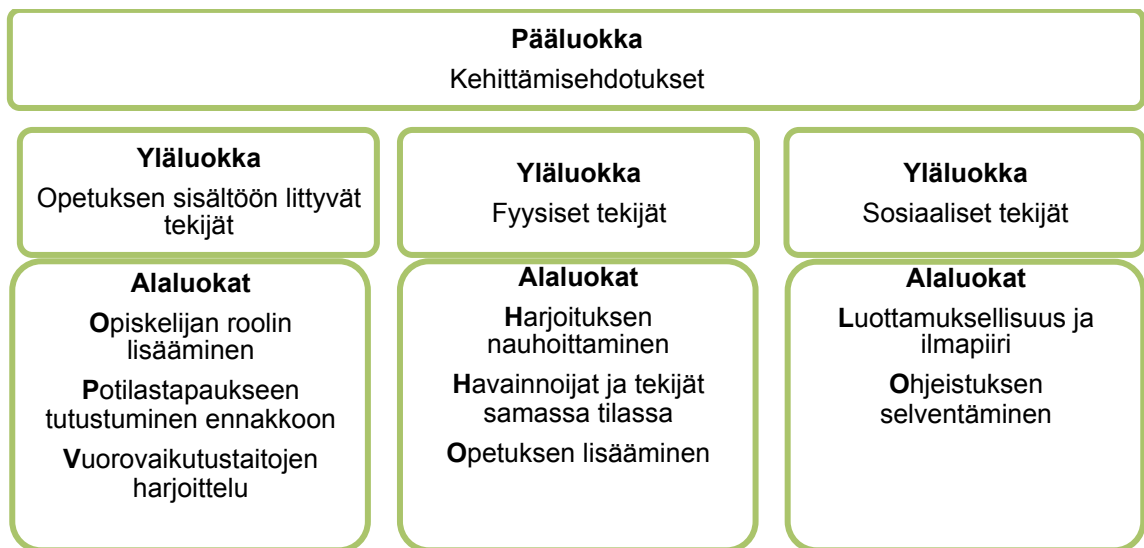 Pääluokka
Kehittämisehdotukset
Yläluokka
Opetuksen sisältöön littyvät
tekijät
Yläluokka
Fyysiset tekijät
Yläluokka
Sosiaaliset tekijät
Alaluokat
Opiskelijan roolin
lisääminen
Potilastapaukseen
tutustuminen ennakkoon
Vuorovaikutustaitojen
harjoittelu
Alaluokat
Harjoituksen
nauhoittaminen
Havainnoijat ja tekijät
samassa tilassa
Opetuksen lisääminen
Alaluokat
Luottamuksellisuus ja
ilmapiiri
Ohjeistuksen
selventäminen